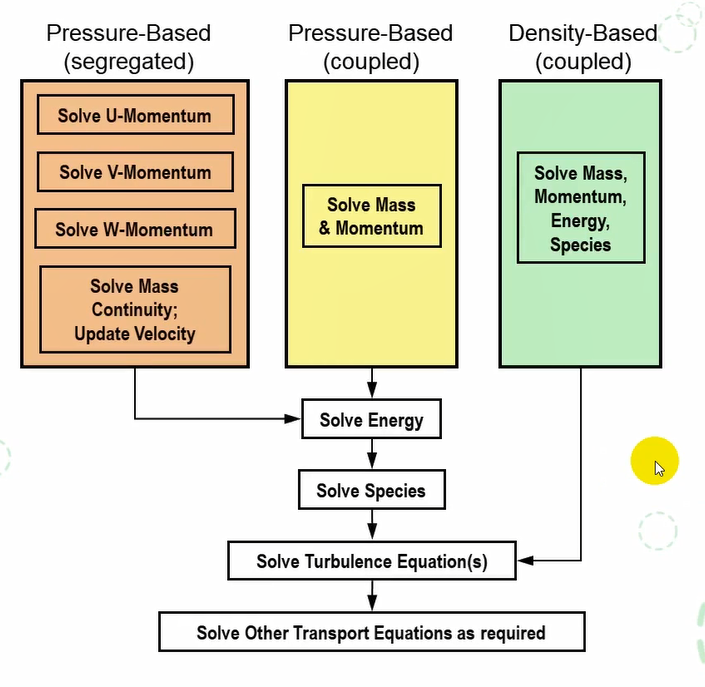 Pressure-Based
(segregated)
Pressure-Based
(coupled)
Density-Based
(coupled)
Solve U-Momentum
Solve V-Momentum
Solve W-Momentum
Solve Mass
Continuity;
Update Velocity
Solve Mass
& Momentum
Solve Mass,
Momentum,
Energy,
Species
Solve Energy
Solve Species
Solve Turbulence Equation(s)
Solve Other Transport Equations as required